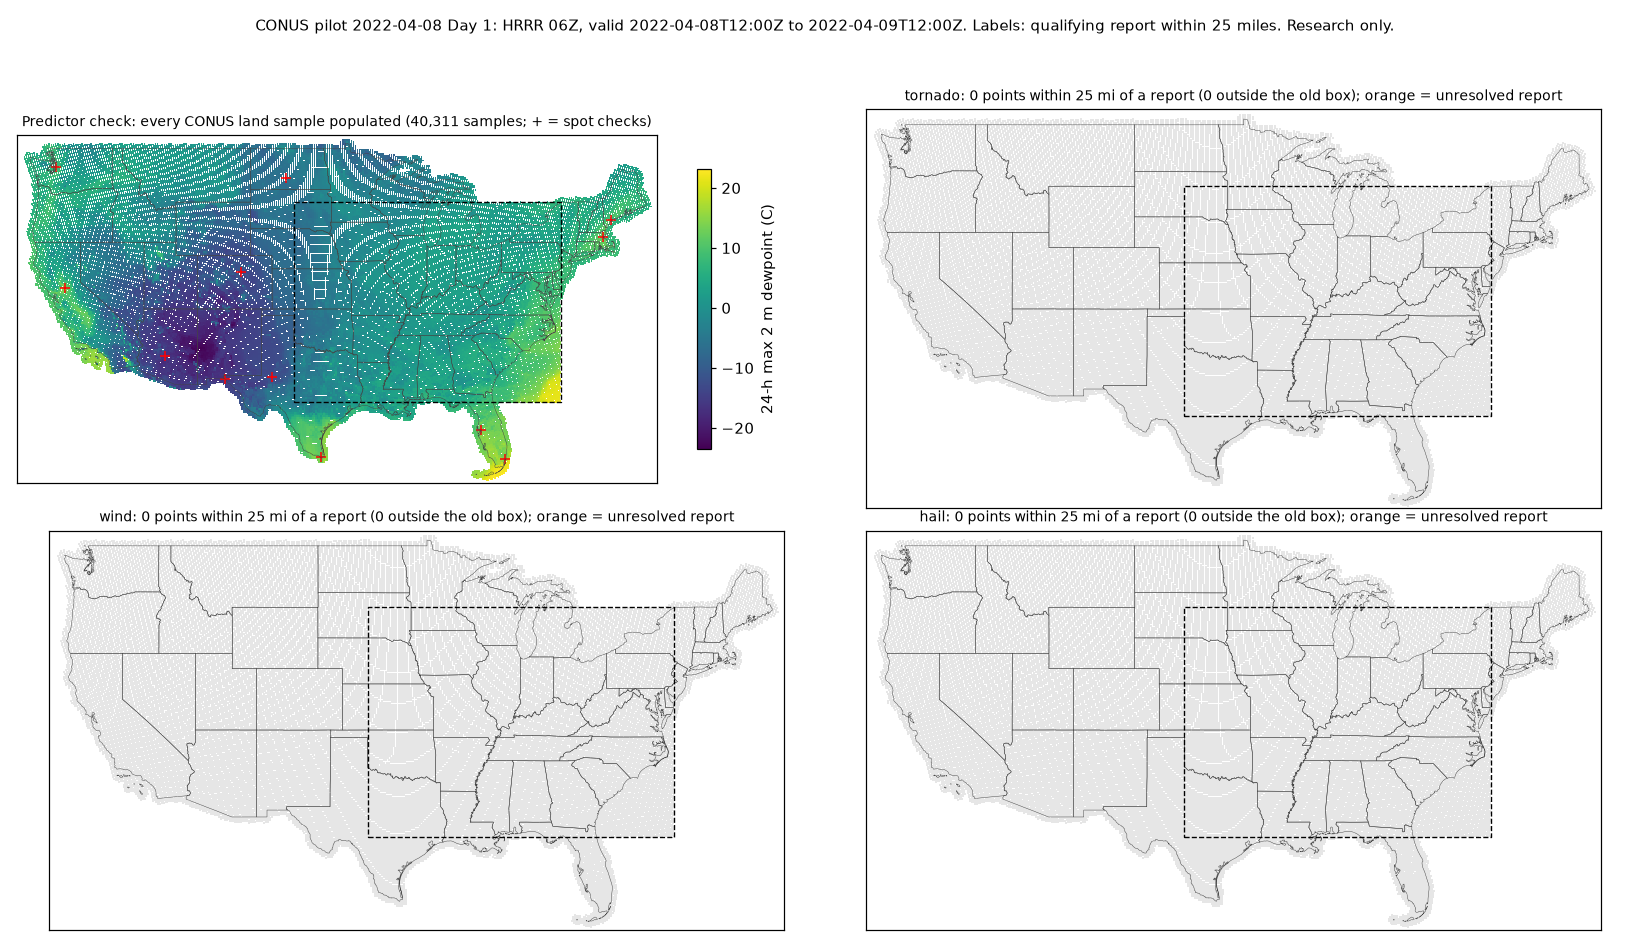 CONUS pilot 2022-04-08 Day 1: HRRR 06Z, valid 2022-04-08T12:00Z to 2022-04-09T12:00Z. Labels: qualifying report within 25 miles. Research only.
Predictor check: every CONUS land sample populated (40,311 samples; + = spot checks)
20
10
0
−10
−20
24-h max 2 m dewpoint (C)
tornado: 0 points within 25 mi of a report (0 outside the old box); orange = unresolved report
wind: 0 points within 25 mi of a report (0 outside the old box); orange = unresolved report
hail: 0 points within 25 mi of a report (0 outside the old box); orange = unresolved report